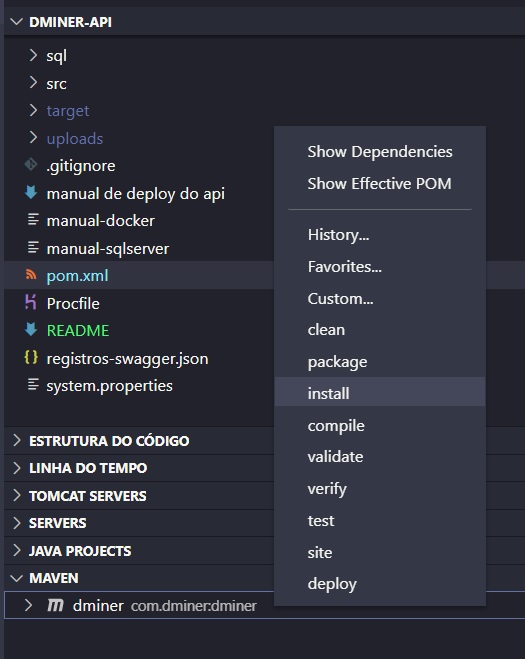 DMINER-API
sql
src
target
uploads
.gitignore
manual de deploy do api
manual-docker
manual-sqlserver
pom.xml
Procfile
README
registros-swagger.json
system.properties
ESTRUTURA DO CÓDIGO
LINHA DO TEMPO
TOMCAT SERVERS
SERVERS
JAVA PROJECTS
MAVEN
dminer com.dminer:dminer
Show Dependencies
Show Effective POM
History...
Favorites...
Custom...
clean
package
install
compile
validate
verify
test
site
deploy